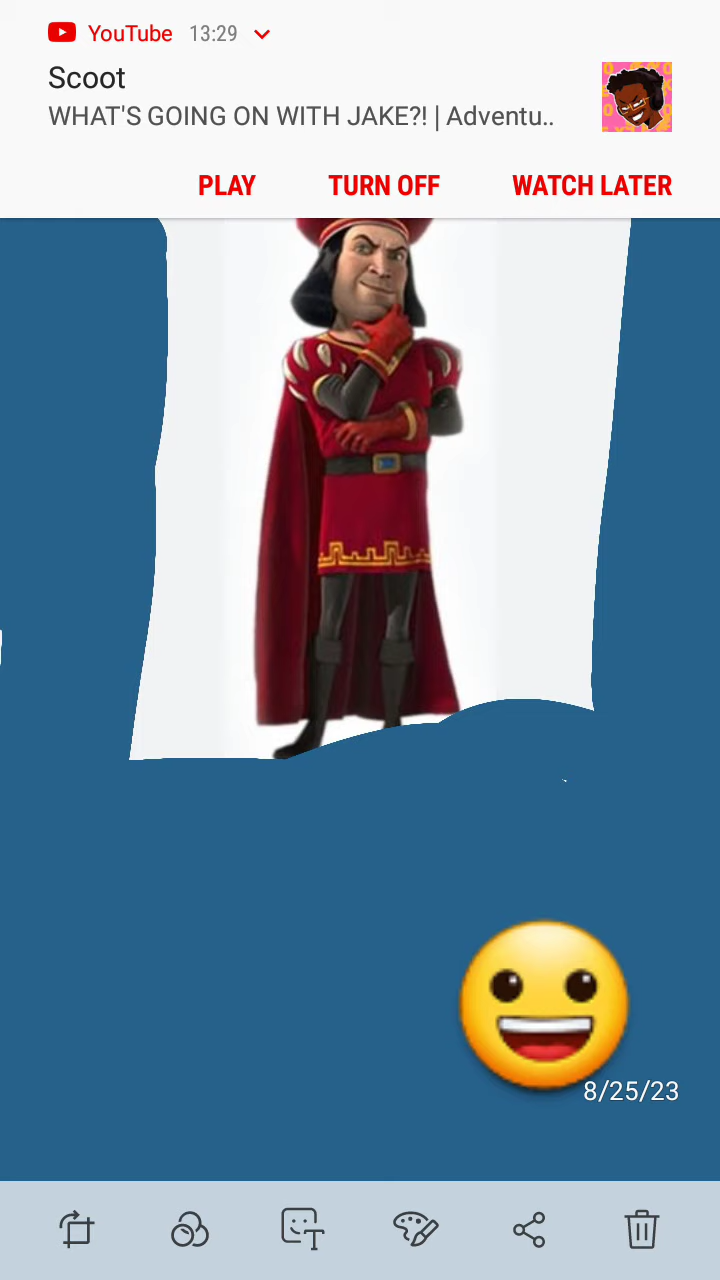 YouTube 13:29
Scoot
WHAT'S GOING ON WITH JAKE?! | Adventu..
PLAY TURN OFF WATCH LATER
8/25/23
T